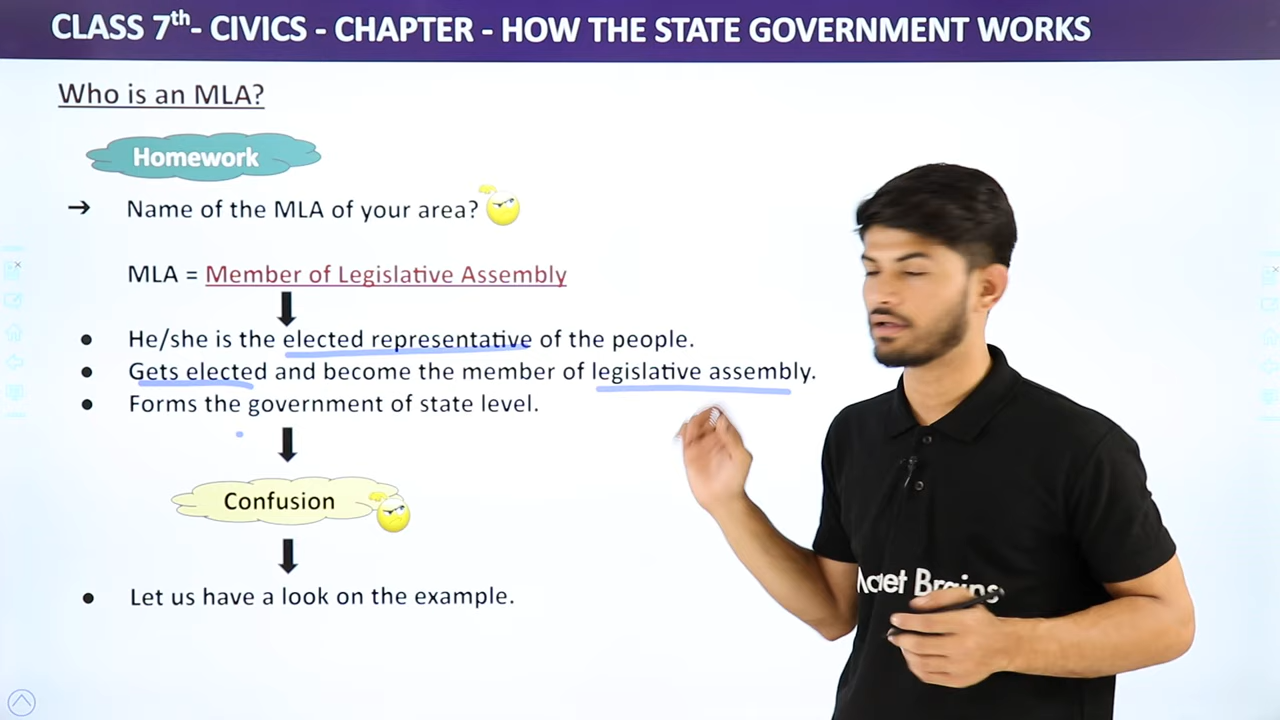 CLASS 7th- CIVICS - CHAPTER - HOW THE STATE GOVERNMENT WORKS
Who is an MLA?
Homework
→ Name of the MLA of your area?
MLA = Member of Legislative Assembly
● He/she is the elected representative of the people.
● Gets elected and become the member of legislative assembly.
● Forms the government of state level.
Confusion
● Let us have a look on the example.
Brains